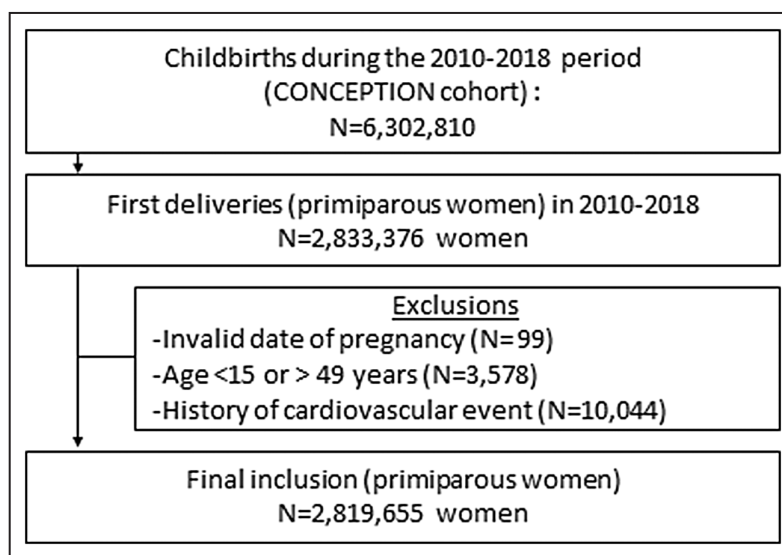 Childbirths during the 2010-2018 period
(CONCEPTION cohort) :
N=6,302,810
First deliveries (primiparous women) in 2010-2018
N=2,833,376 women
Exclusions
-Invalid date of pregnancy (N=99)
-Age <15 or > 49 years (N=3,578)
-History of cardiovascular event (N=10,044)
Final inclusion (primiparous women)
N=2,819,655 women